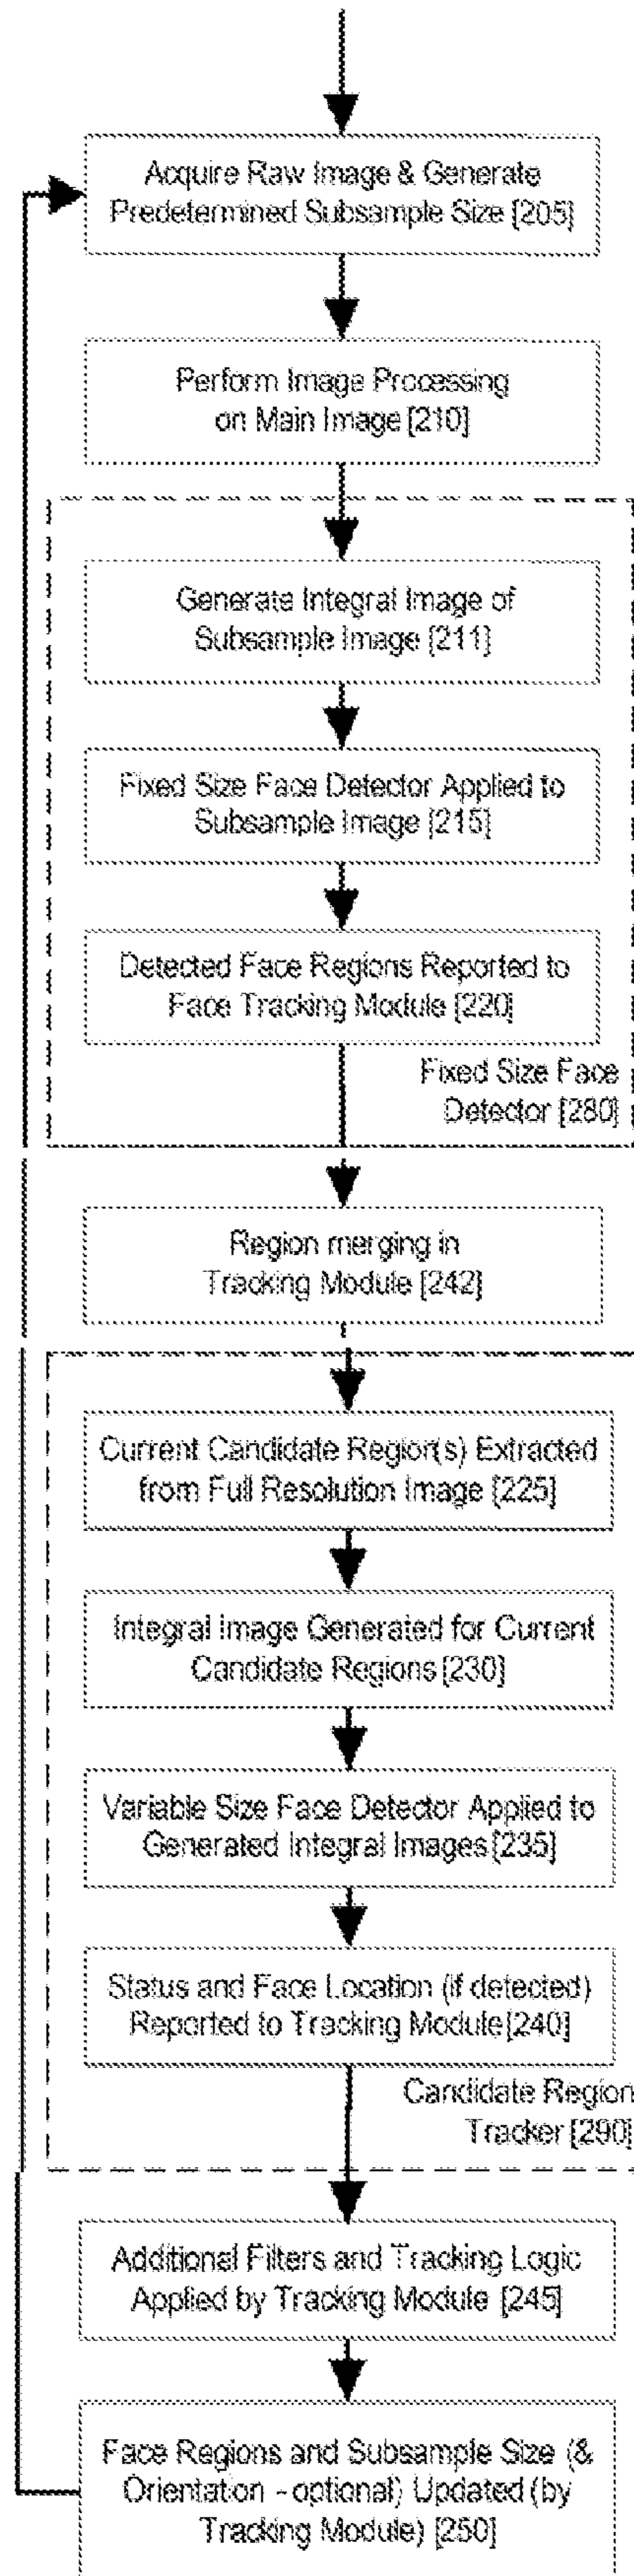 Acquire Raw Image & Generate
Predetermined Subsample Size [205]
Perform Image Processing
on Main Image [210]
Generate Integral Image of
Subsample Image [211]
Fixed Size Face Detector Applied to
Subsample Image [215]
Detected Face Regions Reported to
Face Tracking Module [220]
Fixed Size Face
Detector [280]
Region merging in
Tracking Module [242]
Current Candidate Region(s) Extracted
from Full Resolution Image [225]
Integral Image Generated for Current
Candidate Regions [230]
Variable Size Face Detector Applied to
Generated Integral Images [235]
Status and Face Location (if detected)
Reported to Tracking Module [240]
Candidate Region
Tracker [290]
Additional Filters and Tracking Logic
Applied by Tracking Module [245]
Face Regions and Subsample Size (&
Orientation - optional) Updated (by
Tracking Module) [250]